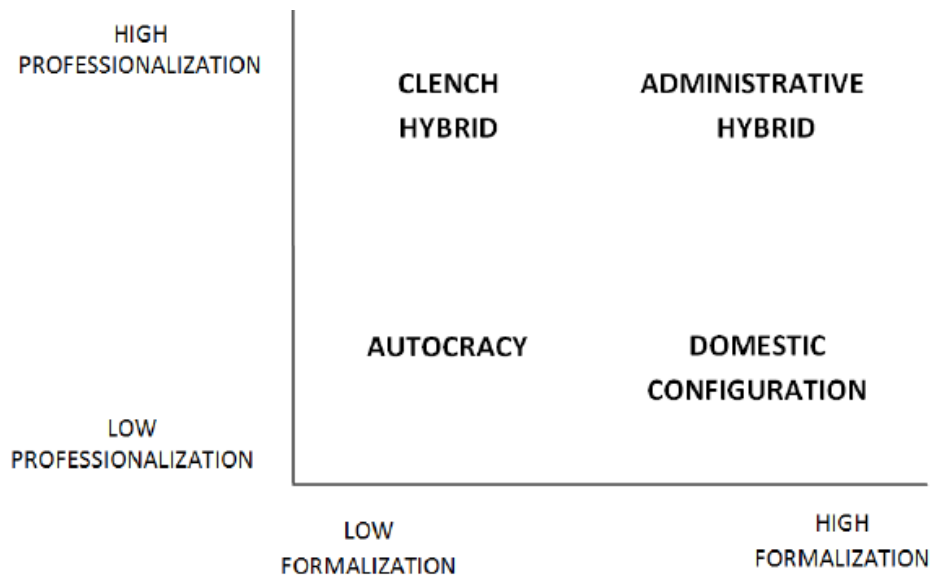 HIGH
PROFESSIONALIZATION
CLENCH
HYBRID
ADMINISTRATIVE
HYBRID
AUTOCRACY
DOMESTIC
CONFIGURATION
LOW
PROFESSIONALIZATION
LOW
FORMALIZATION
HIGH
FORMALIZATION